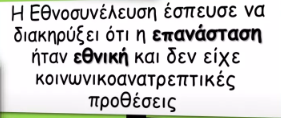 Η Εθνοσυνέλευση έσπευσε να
διακηρύξει ότι η επανάσταση
ήταν εθνική και δεν είχε
κοινωνικοανατρεπτικές
προθέσεις